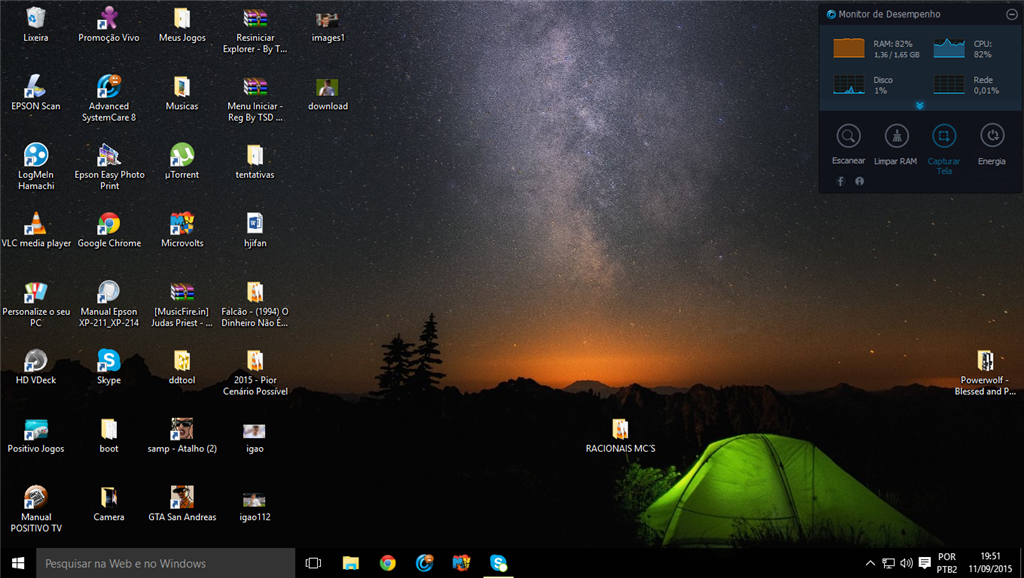 Lixeira
Promoção Vivo
Meus Jogos
Resiniciar
Explorer - By T...
images1
EPSON Scan
Advanced
SystemCare 8
Musicas
Menu Iniciar -
Reg By TSD ...
download
LogMeIn
Hamachi
Epson Easy Photo
Print
µTorrent
tentativas
VLC media player
Google Chrome
Microvolts
hjifan
Personalize o seu
PC
Manual Epson
XP-211_XP-214
[MusicFire.in]
Judas Priest - ...
Falcão - (1994) O
Dinheiro Não É...
HD VDeck
Skype
ddtool
2015 - Pior
Cenário Possível
Positivo Jogos
boot
samp - Atalho (2)
igao
Manual
POSITIVO TV
Camera
GTA San Andreas
igao112
RACIONAIS MC´S
Powerwolf -
Blessed and P...
Monitor de Desempenho
RAM: 82%
1,36 / 1,65 GB
CPU:
82%
Disco
1%
Rede
0,01%
Escanear
Limpar RAM
Capturar
Tela
Energia
Pesquisar na Web e no Windows
POR
PTB2
19:51
11/09/2015